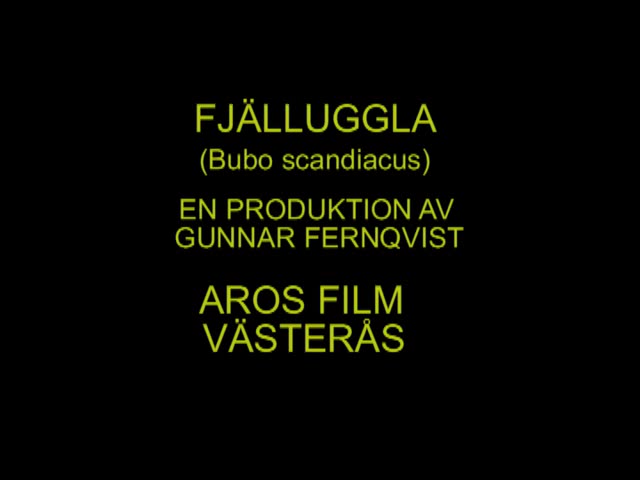 FJÄLLUGGLA
(Bubo scandiacus)
EN PRODUKTION AV
GUNNAR FERNQVIST
AROS FILM
VÄSTERÅS